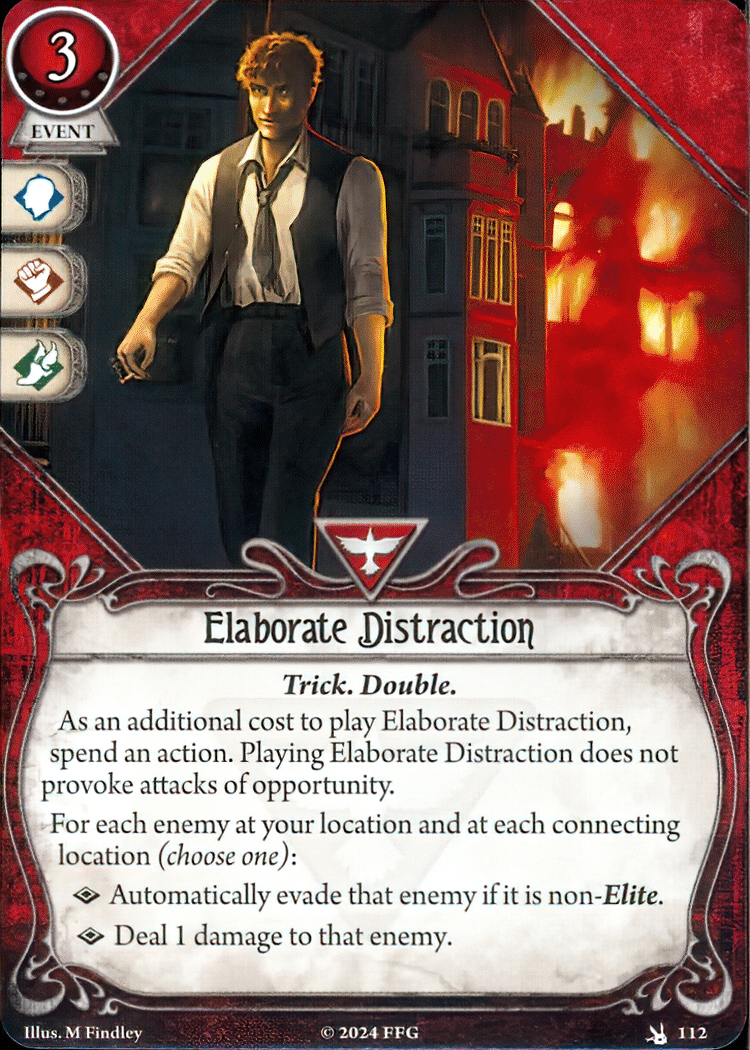 3
EVENT
Elaborate Distraction
Trick. Double.
As an additional cost to play Elaborate Distraction,
spend an action. Playing Elaborate Distraction does not
provoke attacks of opportunity.
For each enemy at your location and at each connecting
location (choose one):
Automatically evade that enemy if it is non-Elite.
Deal 1 damage to that enemy.
Illus. M Findley
© 2024 FFG
112